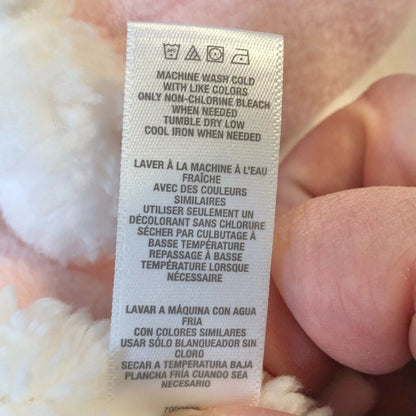 MACHINE WASH COLD
WITH LIKE COLORS
ONLY NON-CHLORINE BLEACH
WHEN NEEDED
TUMBLE DRY LOW
COOL IRON WHEN NEEDED
LAVER À LA MACHINE À L'EAU
FRAÎCHE
AVEC DES COULEURS
SIMILAIRES
UTILISER SEULEMENT UN
DÉCOLORANT SANS CHLORURE
SÉCHER PAR CULBUTAGE À
BASSE TEMPÉRATURE
REPASSAGE À BASSE
TEMPÉRATURE LORSQUE
NÉCESSAIRE
LAVAR A MÁQUINA CON AGUA
FRIA
CON COLORES SIMILARES
USAR SÓLO BLANQUEADOR SIN
CLORO
SECAR A TEMPERATURA BAJA
PLANCHA FRÍA CUANDO SEA
NECESARIO